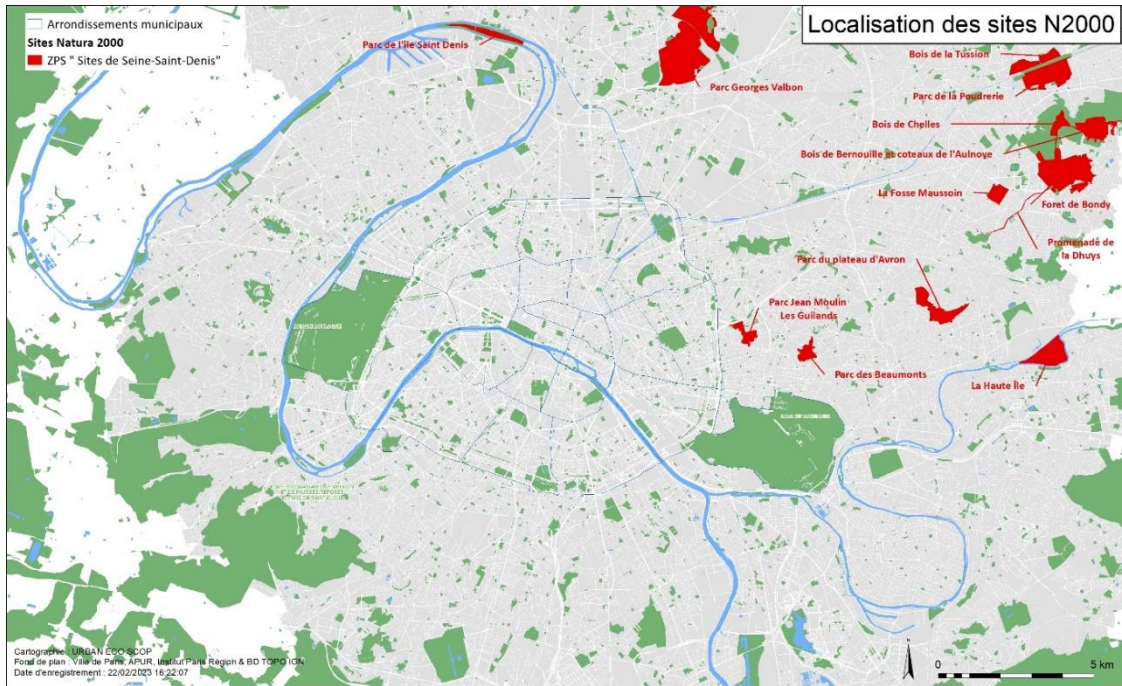 Arrondissements municipaux
Sites Natura 2000
ZPS " Sites de Seine-Saint-Denis"
Localisation des sites N2000
Parc de l'île Saint Denis
Parc Georges Valbon
Bois de la Tussion
Parc de la Poudrerie
Bois de Chelles
Bois de Bernouille et coteaux de l'Aulnoye
La Fosse Maussoin
Foret de Bondy
Promenade de
la Dhuys
Parc du plateau d'Avron
Parc Jean Moulin
Les Guilands
Parc des Beaumonts
La Haute Île
Cartographie : URBAN ECO SCOP
Fond de plan : Ville de Paris, APUR, Institut Paris Région & BD TOPO IGN
Date d'enregistrement : 22/02/2023 16:22:07
0
5 km